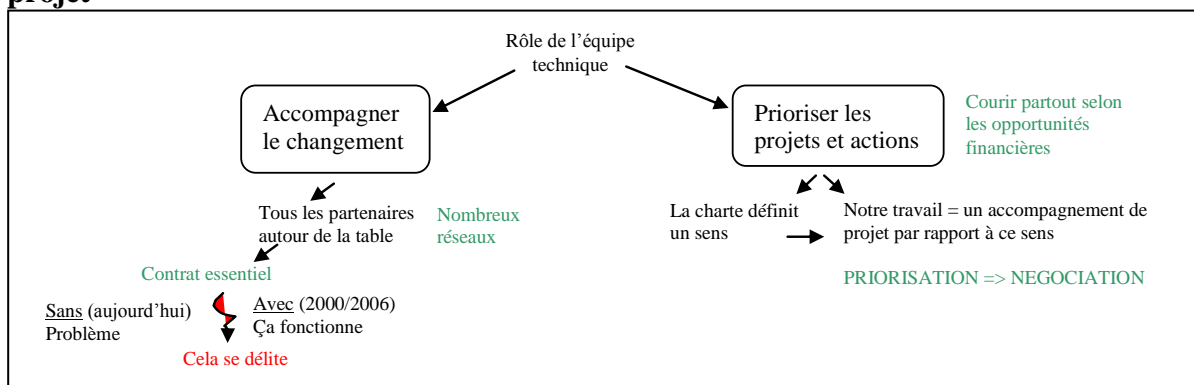 projet
Rôle de l’équipe
technique
Accompagner
le changement
Prioriser les
projets et actions
Courir partout selon
les opportunités
financières
Tous les partenaires
autour de la table
Nombreux
réseaux
La charte définit
un sens
Notre travail = un accompagnement de
projet par rapport à ce sens
Contrat essentiel
PRIORISATION => NEGOCIATION
Sans (aujourd’hui)
Problème
Avec (2000/2006)
Ça fonctionne
Cela se délite